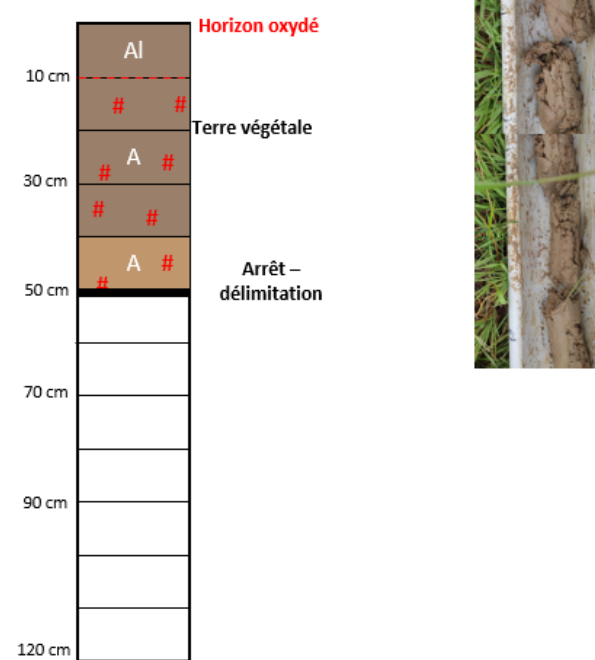 Horizon oxydé
Al
10 cm
# #
Terre végétale
A #
#
30 cm
# #
A #
Arrêt –
#
50 cm
délimitation
70 cm
90 cm
120 cm